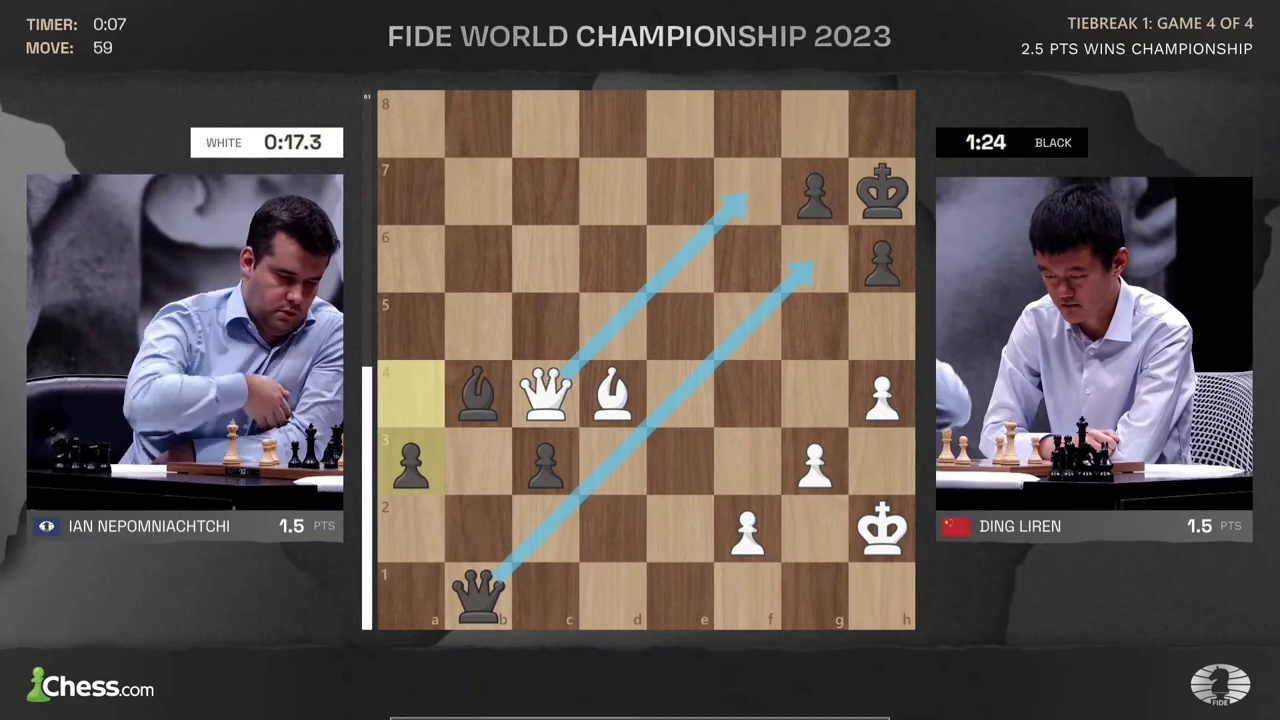 TIMER: 0:07
MOVE: 59
FIDE WORLD CHAMPIONSHIP 2023
TIEBREAK 1: GAME 4 OF 4
2.5 PTS WINS CHAMPIONSHIP
WHITE 0:17.3
0.1
1:24 BLACK
8
7
6
5
4
3
2
1
a b c d e f g h
IAN NEPOMNIACHTCHI 1.5 PTS
DING LIREN 1.5 PTS
Chess.com
FIDE